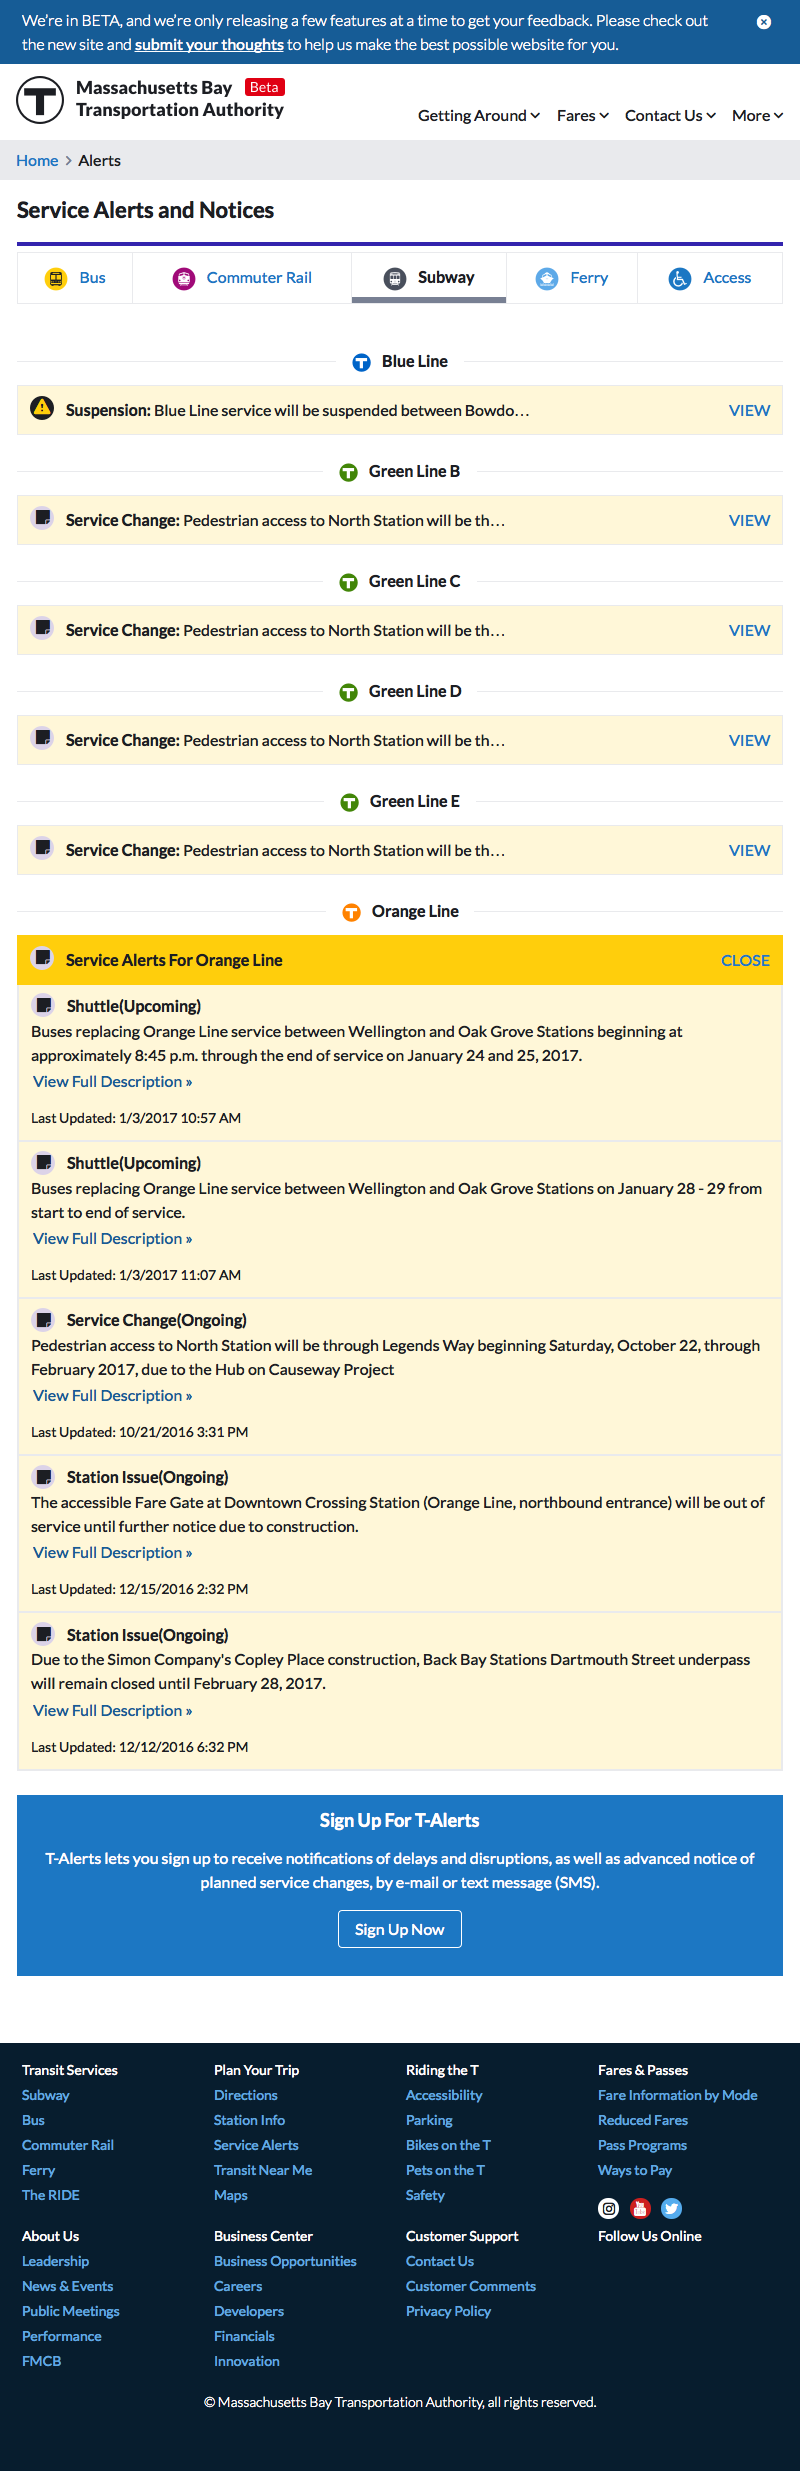 We're in BETA, and we're only releasing a few features at a time to get your feedback. Please check out
the new site and submit your thoughts to help us make the best possible website for you.
Massachusetts Bay Beta
Transportation Authority
Getting Around Fares Contact Us More
Home > Alerts
Service Alerts and Notices
Bus Commuter Rail Subway Ferry Access
T Blue Line
Suspension: Blue Line service will be suspended between Bowdo… VIEW
T Green Line B
Service Change: Pedestrian access to North Station will be th… VIEW
T Green Line C
Service Change: Pedestrian access to North Station will be th… VIEW
T Green Line D
Service Change: Pedestrian access to North Station will be th… VIEW
T Green Line E
Service Change: Pedestrian access to North Station will be th… VIEW
T Orange Line
Service Alerts For Orange Line CLOSE
Shuttle(Upcoming)
Buses replacing Orange Line service between Wellington and Oak Grove Stations beginning at
approximately 8:45 p.m. through the end of service on January 24 and 25, 2017.
View Full Description »
Last Updated: 1/3/2017 10:57 AM
Shuttle(Upcoming)
Buses replacing Orange Line service between Wellington and Oak Grove Stations on January 28 - 29 from
start to end of service.
View Full Description »
Last Updated: 1/3/2017 11:07 AM
Service Change(Ongoing)
Pedestrian access to North Station will be through Legends Way beginning Saturday, October 22, through
February 2017, due to the Hub on Causeway Project
View Full Description »
Last Updated: 10/21/2016 3:31 PM
Station Issue(Ongoing)
The accessible Fare Gate at Downtown Crossing Station (Orange Line, northbound entrance) will be out of
service until further notice due to construction.
View Full Description »
Last Updated: 12/15/2016 2:32 PM
Station Issue(Ongoing)
Due to the Simon Company's Copley Place construction, Back Bay Stations Dartmouth Street underpass
will remain closed until February 28, 2017.
View Full Description »
Last Updated: 12/12/2016 6:32 PM
Sign Up For T-Alerts
T-Alerts lets you sign up to receive notifications of delays and disruptions, as well as advanced notice of
planned service changes, by e-mail or text message (SMS).
Sign Up Now
Transit Services
Subway
Bus
Commuter Rail
Ferry
The RIDE
Plan Your Trip
Directions
Station Info
Service Alerts
Transit Near Me
Maps
Riding the T
Accessibility
Parking
Bikes on the T
Pets on the T
Safety
Fares & Passes
Fare Information by Mode
Reduced Fares
Pass Programs
Ways to Pay
About Us
Leadership
News & Events
Public Meetings
Performance
FMCB
Business Center
Business Opportunities
Careers
Developers
Financials
Innovation
Customer Support
Contact Us
Customer Comments
Privacy Policy
Follow Us Online
© Massachusetts Bay Transportation Authority, all rights reserved.